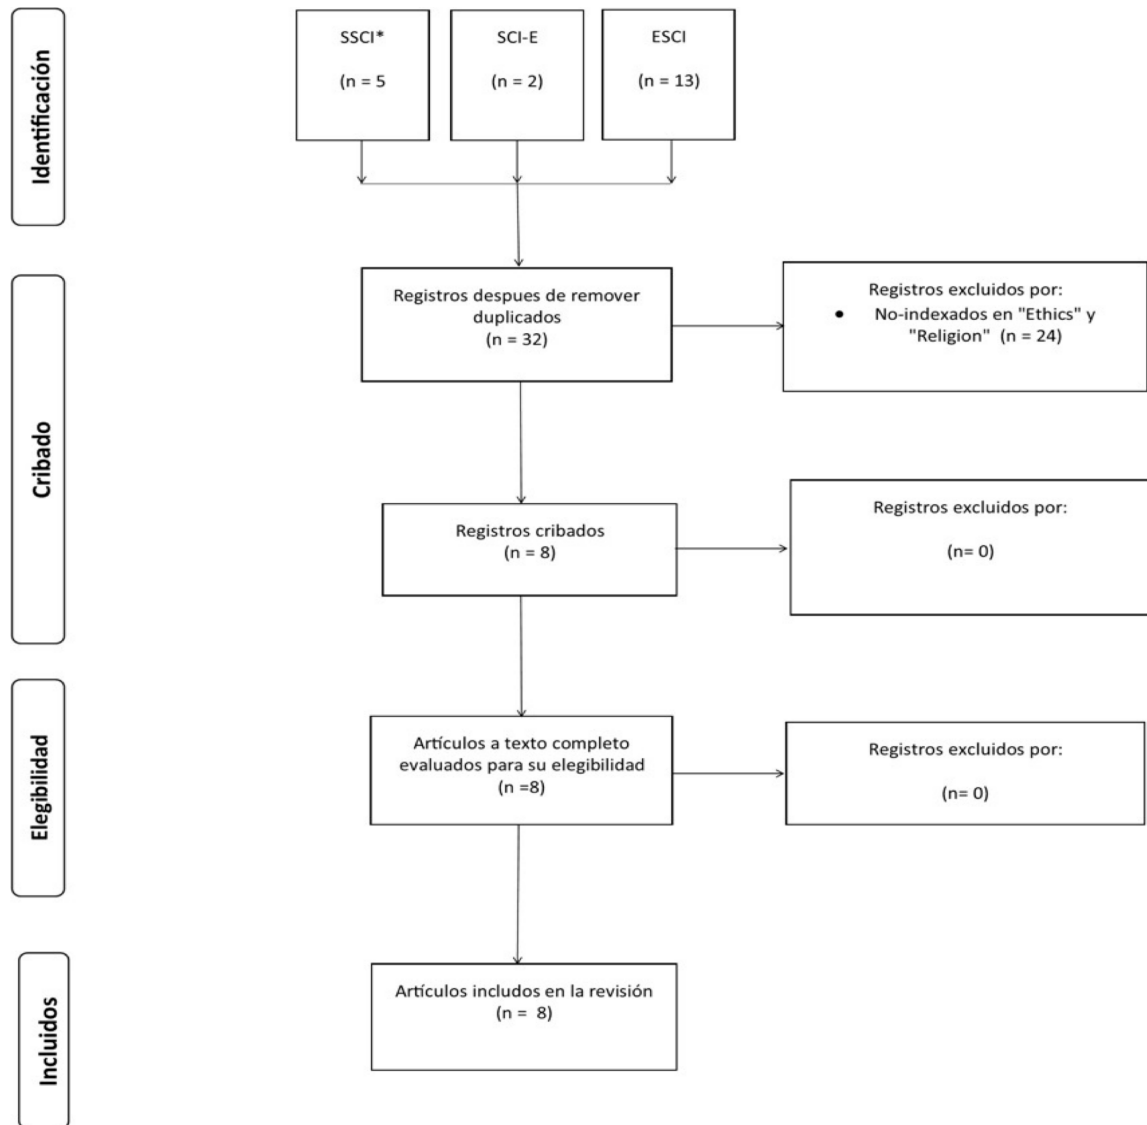 Identificación
SSCI*
(n = 5
SCI-E
(n = 2)
ESCI
(n = 13)
Cribado
Registros despues de remover
duplicados
(n = 32)
Registros excluidos por:
• No-indexados en "Ethics" y
"Religion" (n = 24)
Registros cribados
(n = 8)
Registros excluidos por:
(n= 0)
Elegibilidad
Artículos a texto completo
evaluados para su elegibilidad
(n =8)
Registros excluidos por:
(n= 0)
Incluidos
Artículos includos en la revisión
(n = 8)